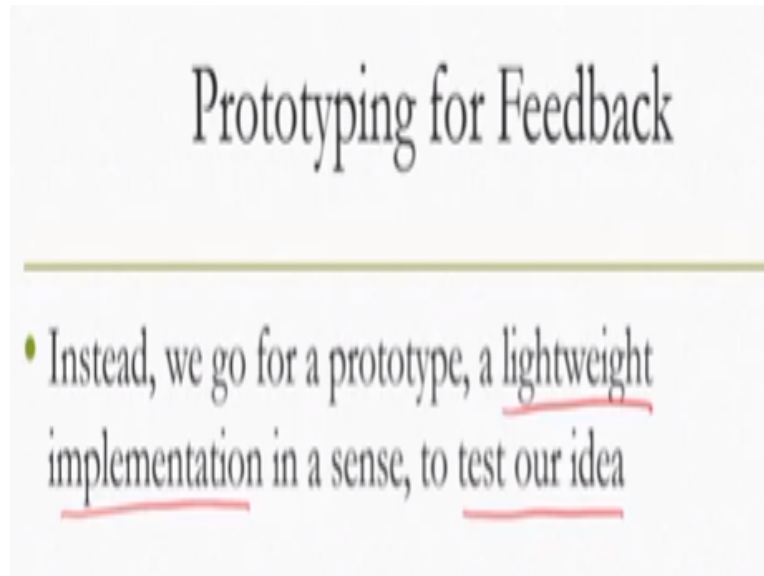 Prototyping for Feedback
• Instead, we go for a prototype, a lightweight
implementation in a sense, to test our idea